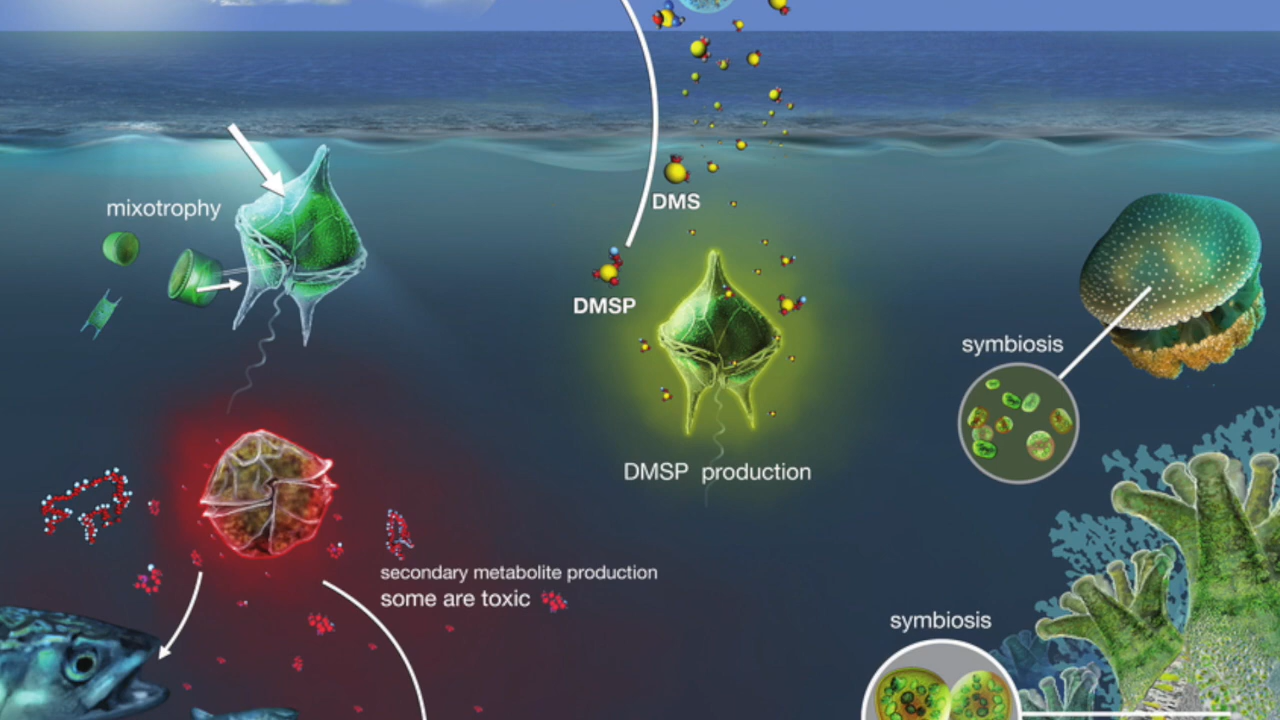 mixotrophy
DMS
DMSP
symbiosis
DMSP production
secondary metabolite production
some are toxic
symbiosis